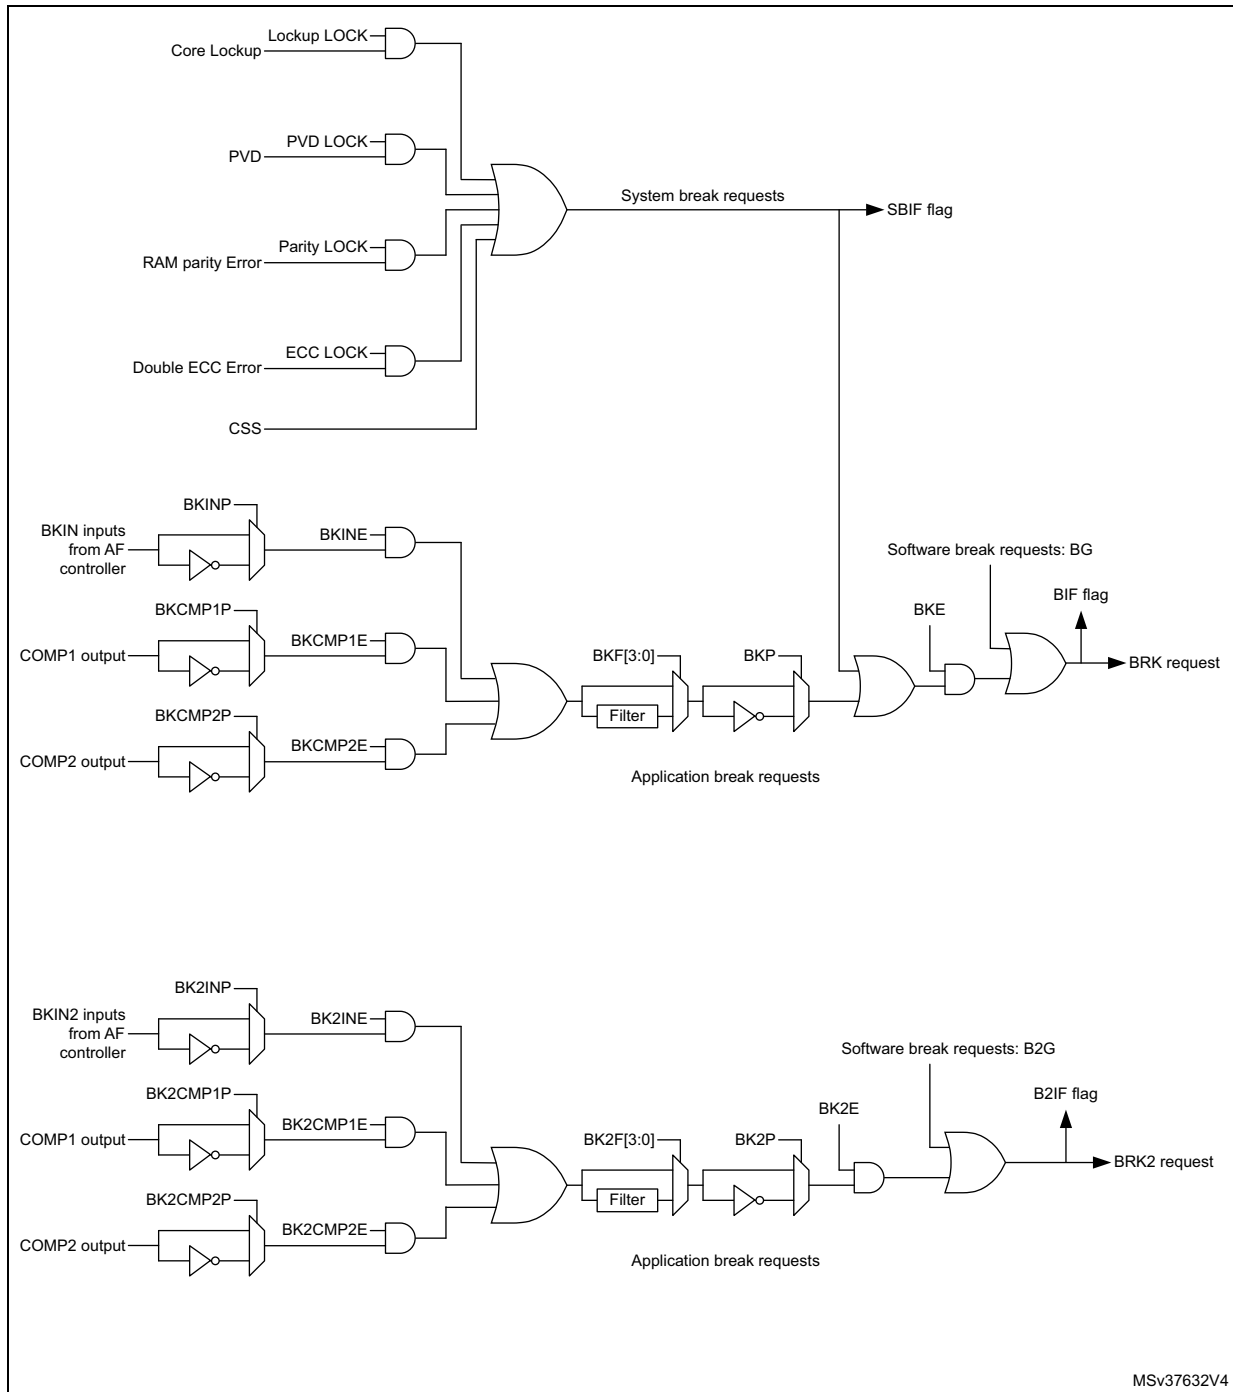 Lockup LOCK
Core Lockup
PVD LOCK
PVD
System break requests
SBIF flag
Parity LOCK
RAM parity Error
ECC LOCK
Double ECC Error
CSS
BKINP
BKIN inputs
from AF
controller
BKINE
Software break requests: BG
BIF flag
BKCMP1P
BKCMP1E
COMP1 output
BKF[3:0]
BKP
BKE
BRK request
Filter
BKCMP2P
BKCMP2E
COMP2 output
Application break requests
BK2INP
BKIN2 inputs
from AF
controller
BK2INE
Software break requests: B2G
B2IF flag
BK2CMP1P
BK2CMP1E
COMP1 output
BK2F[3:0]
BK2P
BK2E
BRK2 request
Filter
BK2CMP2P
BK2CMP2E
COMP2 output
Application break requests
MSv37632V4